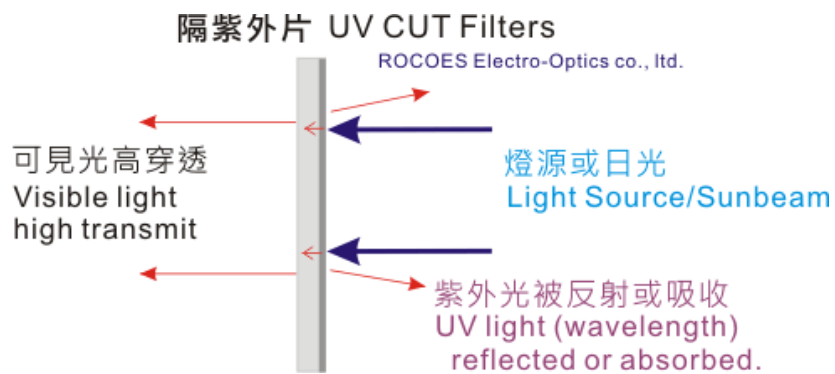 隔紫外片 UV CUT Filters
ROCOES Electro-Optics co., ltd.
可見光高穿透
Visible light
high transmit
燈源或日光
Light Source/Sunbeam
紫外光被反射或吸收
UV light (wavelength)
reflected or absorbed.